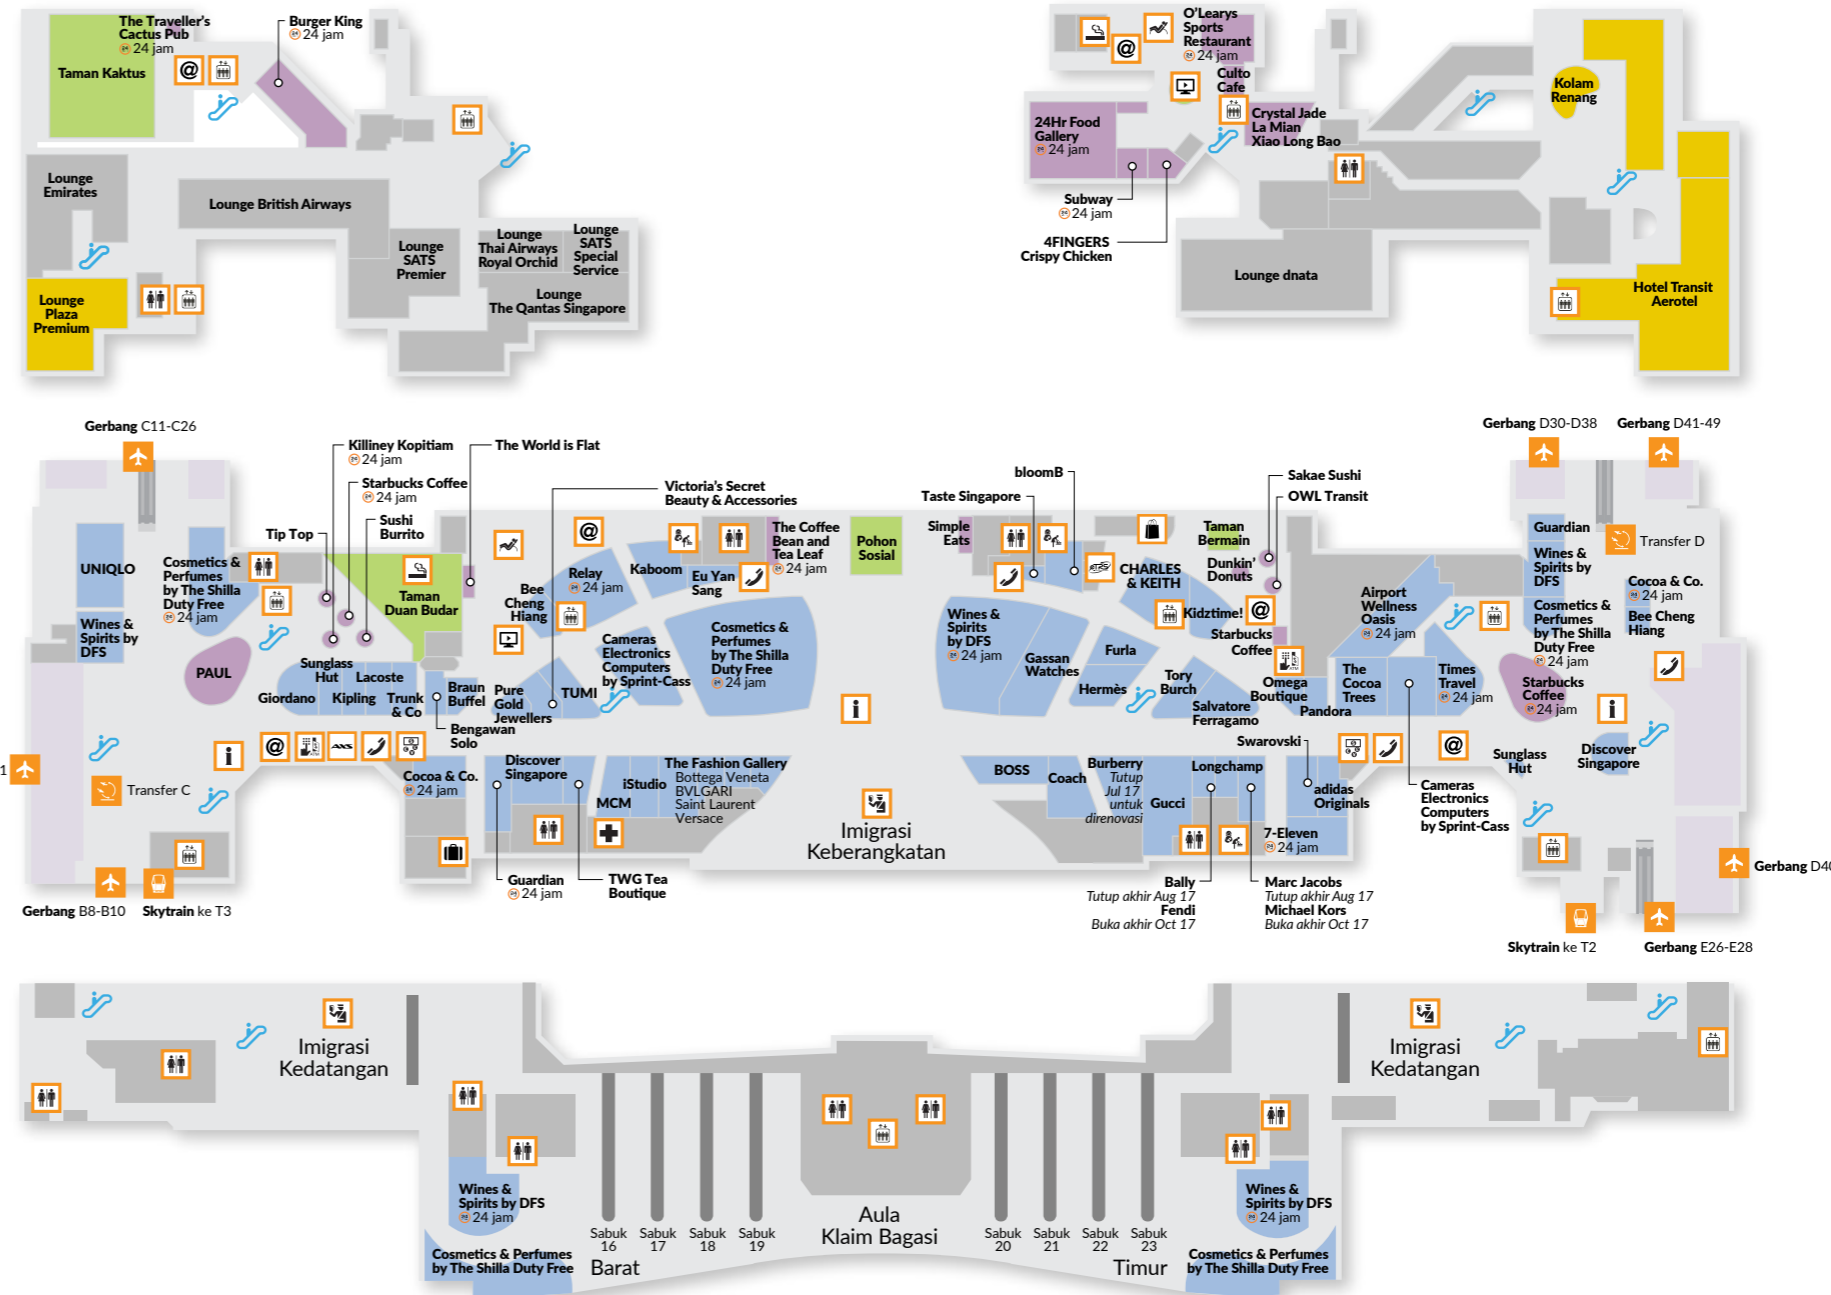 The Traveller's
Cactus Pub
24 jam
Taman Kaktus
Burger King
24 jam
Lounge
Emirates
Lounge British Airways
Lounge
SATS
Premier
Lounge
Thai Airways
Royal Orchid
Lounge
SATS
Special
Service
Lounge
The Qantas Singapore
Lounge
Plaza
Premium
O'Learys
Sports
Restaurant
24 jam
Culto
Cafe
24Hr Food
Gallery
24 jam
Crystal Jade
La Mian
Xiao Long Bao
Subway
24 jam
4FINGERS
Crispy Chicken
Lounge dnata
Kolam
Renang
Hotel Transit
Aerotel
Gerbang C11-C26
Killiney Kopitiam
24 jam
Starbucks Coffee
24 jam
Sushi
Burrito
Tip Top
The World is Flat
Victoria's Secret
Beauty & Accessories
UNIQLO
Cosmetics &
Perfumes
by The Shilla
Duty Free
24 jam
Wines &
Spirits by
DFS
PAUL
Taman
Duan Budar
Bee
Cheng
Hiang
Relay
24 jam
Kaboom
Eu Yan
Sang
The Coffee
Bean and
Tea Leaf
24 jam
Pohon
Sosial
Sunglass
Hut
Giordano
Kipling
Lacoste
Trunk
& Co
Braun
Buffel
Bengawan
Solo
Pure
Gold
Jewellers
TUMI
Cameras
Electronics
Computers
by Sprint-Cass
Cosmetics &
Perfumes
by The Shilla
Duty Free
24 jam
1
Transfer C
AXS
Cocoa & Co.
24 jam
Discover
Singapore
MCM
iStudio
The Fashion Gallery
Bottega Veneta
BVLGARI
Saint Laurent
Versace
Guardian
24 jam
TWG Tea
Boutique
Gerbang B8-B10
Skytrain ke T3
Imigrasi
Keberangkatan
bloomB
Taste Singapore
Simple
Eats
Sakae Sushi
OWL Transit
Taman
Bermain
Dunkin'
Donuts
CHARLES
& KEITH
Kidztime!
Starbucks
Coffee
Wines &
Spirits
by DFS
24 jam
Gassan
Watches
Furla
Hermès
Tory
Burch
Salvatore
Ferragamo
Omega
Boutique
Pandora
Airport
Wellness
Oasis
24 jam
The
Cocoa
Trees
Times
Travel
24 jam
Swarovski
BOSS
Coach
Burberry
Tutup
Jul 17
untuk
direnovasi
Gucci
Longchamp
adidas
Originals
7-Eleven
24 jam
Bally
Tutup akhir Aug 17
Fendi
Buka akhir Oct 17
Marc Jacobs
Tutup akhir Aug 17
Michael Kors
Buka akhir Oct 17
Cameras
Electronics
Computers
by Sprint-Cass
Gerbang D30-D38
Gerbang D41-49
Guardian
Wines &
Spirits by
DFS
Transfer D
Cosmetics &
Perfumes
by The Shilla
Duty Free
24 jam
Cocoa & Co.
24 jam
Bee Cheng
Hiang
Starbucks
Coffee
24 jam
Sunglass
Hut
Discover
Singapore
Gerbang D40
Skytrain ke T2
Gerbang E26-E28
Imigrasi
Kedatangan
Wines &
Spirits by DFS
24 jam
Cosmetics & Perfumes
by The Shilla Duty Free
Sabuk
16
Sabuk
17
Sabuk
18
Sabuk
19
Barat
Aula
Klaim Bagasi
Sabuk
20
Sabuk
21
Sabuk
22
Sabuk
23
Timur
Imigrasi
Kedatangan
Wines &
Spirits by DFS
24 jam
Cosmetics & Perfumes
by The Shilla Duty Free